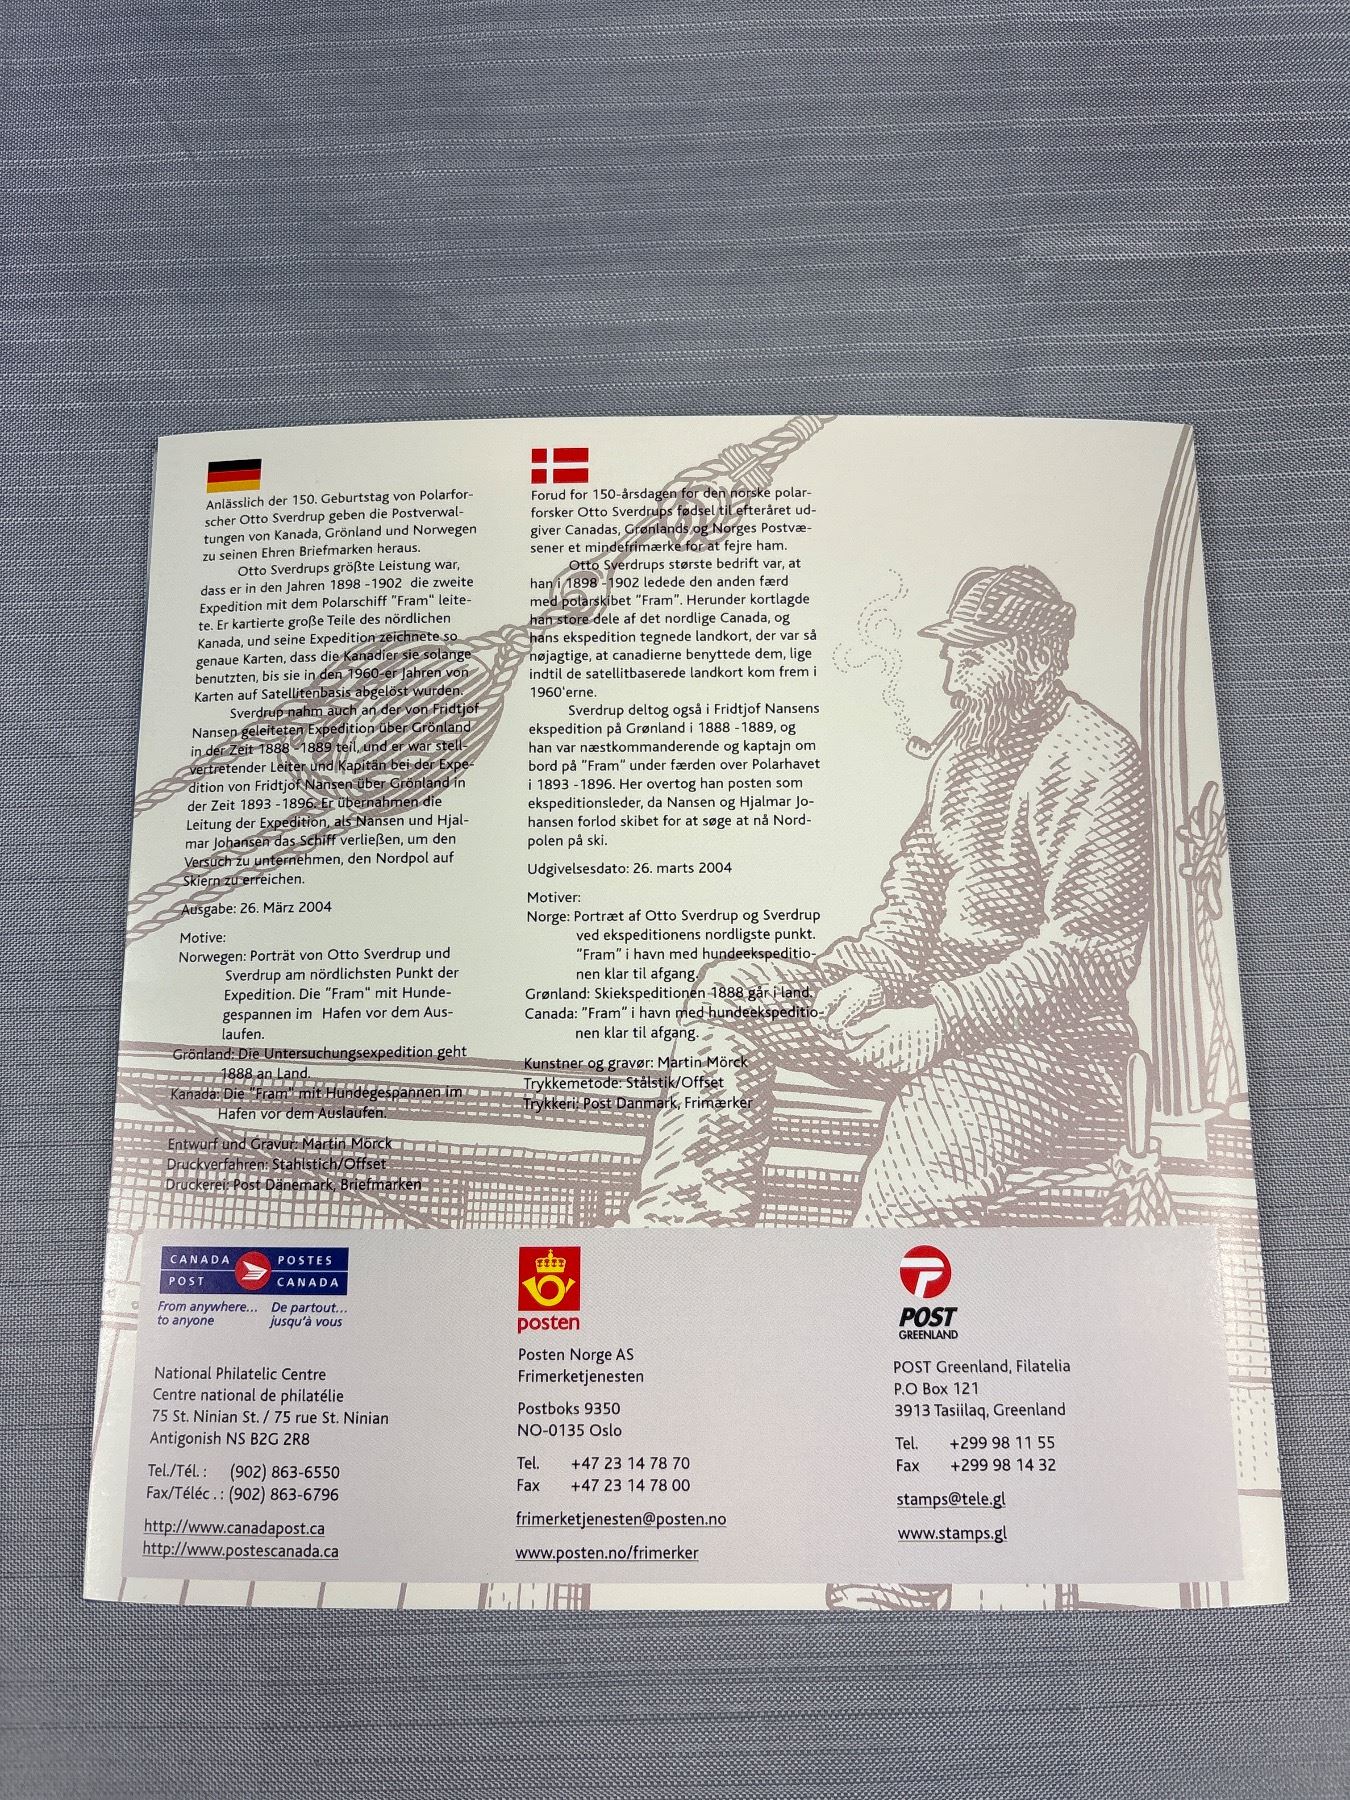 Anlässlich der 150. Geburtstag von Polarfor-
scher Otto Sverdrup geben die Postverwal-
tungen von Kanada, Grönland und Norwegen
zu seinen Ehren Briefmarken heraus.
Otto Sverdrups größte Leistung war,
dass er in den Jahren 1898 -1902 die zweite
Expedition mit dem Polarschiff "Fram" leite-
te. Er kartierte große Teile des nördlichen
Kanada, und seine Expedition zeichnete so
genaue Karten, dass die Kanadier sie solange
benutzten, bis sie in den 1960-er Jahren von
Karten auf Satellitenbasis abgelöst wurden.
Sverdrup nahm auch an der von Fridtjof
Nansen geleiteten Expedition über Grönland
in der Zeit 1888 -1889 teil, und er war stell-
vertretender Leiter und Kapitän bei der Expe-
dition von Fridtjof Nansen über Grönland in
der Zeit 1893 -1896. Er übernahmen die
Leitung der Expedition, als Nansen und Hjal-
mar Johansen das Schiff verließen, um den
Versuch zu unternehmen, den Nordpol auf
Skiern zu erreichen.
Ausgabe: 26. März 2004
Motive:
Norwegen: Porträt von Otto Sverdrup und
Sverdrup am nördlichsten Punkt der
Expedition. Die "Fram" mit Hunde-
gespannen im Hafen vor dem Aus-
laufen.
Grönland: Die Untersuchungsexpedition geht
1888 an Land.
Kanada: Die "Fram" mit Hundegespannen im
Hafen vor dem Auslaufen.
Entwurf und Gravur: Martin Mörck
Druckverfahren: Stahlstich/Offset
Druckerei: Post Dänemark, Briefmarken
Forud for 150-årsdagen for den norske polar-
forsker Otto Sverdrups fødsel til efteråret ud-
giver Canadas, Grønlands og Norges Postvæ-
sener et mindefrimærke for at fejre ham.
Otto Sverdrups største bedrift var, at
han i 1898 -1902 ledede den anden færd
med polarskibet "Fram". Herunder kortlagde
han store dele af det nordlige Canada, og
hans ekspedition tegnede landkort, der var så
nøjagtige, at canadierne benyttede dem, lige
indtil de satellitbaserede landkort kom frem i
1960'erne.
Sverdrup deltog også i Fridtjof Nansens
ekspedition på Grønland i 1888 -1889, og
han var næstkommanderende og kaptajn om
bord på "Fram" under færden over Polarhavet
i 1893 -1896. Her overtog han posten som
ekspeditionsleder, da Nansen og Hjalmar Jo-
hansen forlod skibet for at søge at nå Nord-
polen på ski.
Udgivelsesdato: 26. marts 2004
Motiver:
Norge: Portræt af Otto Sverdrup og Sverdrup
ved ekspeditionens nordligste punkt.
"Fram" i havn med hundeekspeditio-
nen klar til afgang.
Grønland: Skiekspeditionen 1888 går i land.
Canada: "Fram" i havn med hundeekspeditio-
nen klar til afgang.
Kunstner og gravør: Martin Mörck
Trykkemetode: Stålstik/Offset
Trykkeri: Post Danmark, Frimærker
CANADA POSTES
POST CANADA
From anywhere... De partout...
to anyone jusqu'à vous
National Philatelic Centre
Centre national de philatélie
75 St. Ninian St. / 75 rue St. Ninian
Antigonish NS B2G 2R8
Tel./Tél. : (902) 863-6550
Fax/Téléc .: (902) 863-6796
http://www.canadapost.ca
http://www.postescanada.ca
posten
Posten Norge AS
Frimerketjenesten
Postboks 9350
NO-0135 Oslo
Tel. +47 23 14 78 70
Fax +47 23 14 78 00
frimerketjenesten@posten.no
www.posten.no/frimerker
POST
GREENLAND
POST Greenland, Filatelia
P.O Box 121
3913 Tasiilaq, Greenland
Tel. +299 98 11 55
Fax +299 98 14 32
stamps@tele.gl
www.stamps.gl